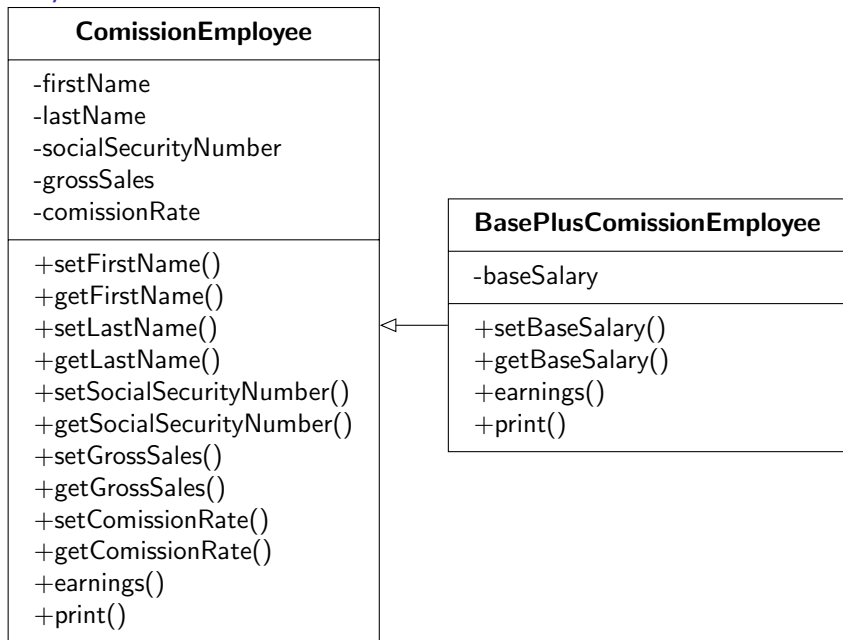 ComissionEmployee
-firstName
-lastName
-socialSecurityNumber
-grossSales
-comissionRate
+setFirstName()
+getFirstName()
+setLastName()
+getLastName()
+setSocialSecurityNumber()
+getSocialSecurityNumber()
+setGrossSales()
+getGrossSales()
+setComissionRate()
+getComissionRate()
+earnings()
+print()
BasePlusComissionEmployee
-baseSalary
+setBaseSalary()
+getBaseSalary()
+earnings()
+print()